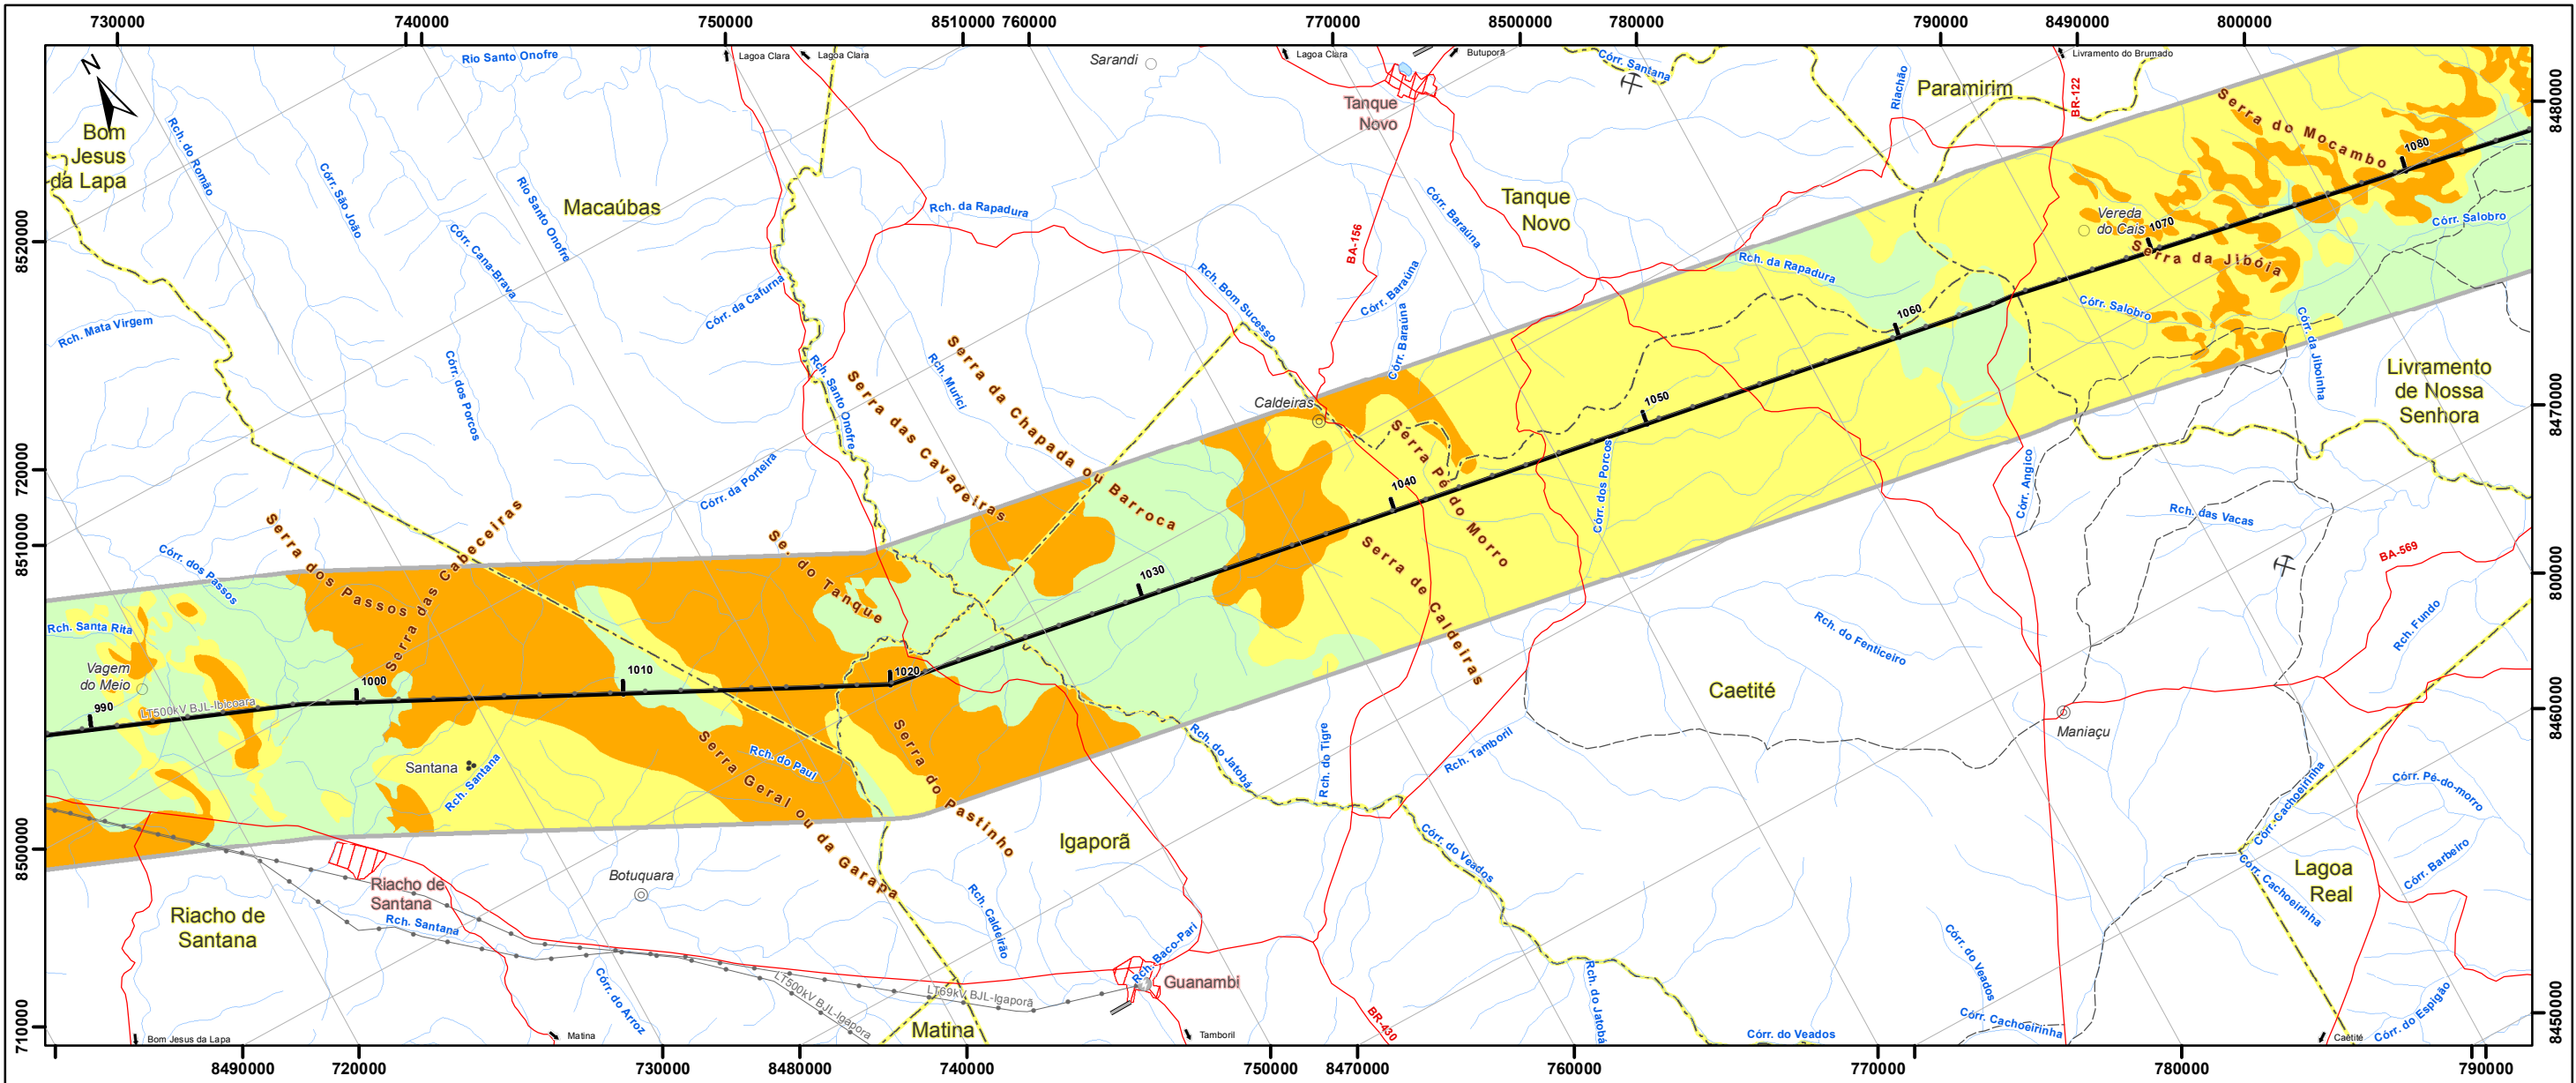 730000
740000
750000
8510000
760000
770000
8500000
780000
790000
8490000
800000
Rio Santo Onofre
Lagoa Clara
Lagoa Clara
Sarandi
Lagoa Clara
Butuporã
Córr. Santana
Riachão
Paramirim
BR-122
Livramento do Brumado
8480000
N
Bom
Jesus
da Lapa
Rch. do Romão
Córr. São João
Rio Santo Onofre
Córr. Cana-Brava
Macaúbas
Tanque
Novo
Tanque
Novo
Serra do Mocambo
1080
Vereda
do Cais
1070
Serra da Jibóia
Córr. Salobro
Córr. Salobro
8520000
Rch. da Rapadura
BA-156
Córr. Baraúna
Córr. Baraúna
Córr. Baraúna
Rch. Bom Sucesso
Rch. da Rapadura
1060
Córr. da Jiboinha
Livramento
de Nossa
Senhora
8470000
Rch. Mata Virgem
Córr. da Cafurna
Córr. dos Porcos
Rch. Santo Onofre
Rch. Murici
Serra da Chapada ou Barroca
Serra das Cavadeiras
Caldeiras
1050
Serra Pé do Morro
1040
Córr. dos Porcos
Córr. Angico
Rch. das Vacas
BA-569
720000
8510000
Córr. da Porteira
Serra dos Passos
Serra das Cabeceiras
Córr. dos Passos
Se. do Tanque
1030
Serra de Caldeiras
Rch. do Fenticeiro
Rch. Fundo
800000
Rch. Santa Rita
Vagem
do Meio
990
LT500kV BJL-Ibicoara
1000
1010
1020
Caetité
Maniaçu
8460000
Santana
Rch. Santana
Serra Geral ou da Garapa
Rch. do Paul
Serra do Pastinho
Rch. do Jatobá
Rch. do Tigre
Rch. Tamboril
Córr. Cachoeirinha
Córr. Pé-do-morro
8500000
Riacho de
Santana
Riacho de
Santana
Rch. Santana
Botuquara
Igaporã
Córr. do Veados
Córr. Cachoeirinha
Lagoa
Real
Córr. Barbeiro
Rch. Caldeirão
Rch. Baco-Pari
Guanambi
LT69kV BJL-Igaporã
LT500kV BJL-Igapora
Córr. do Arroz
Matina
BR-430
Rch. do Jatobá
Córr. do Veados
Córr. do Veados
Córr. Cachoeirinha
Córr. do Espigão
710000
8450000
Bom Jesus da Lapa
Matina
Tamboril
Caetité
8490000
720000
730000
8480000
740000
750000
8470000
760000
770000
780000
790000